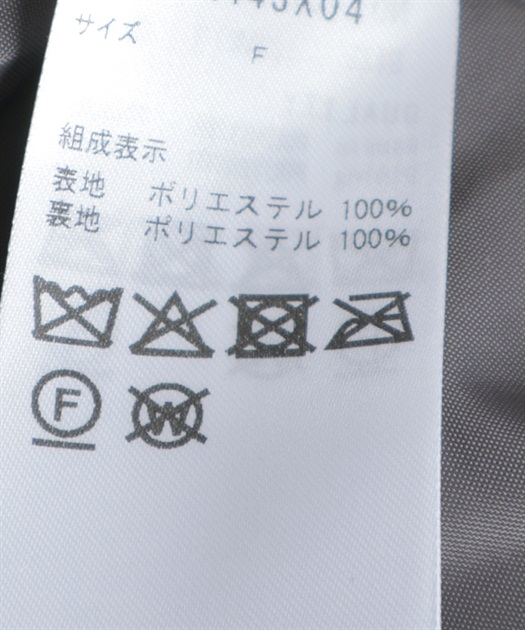 サイズ
F
組成表示
表地 ポリエステル 100%
裏地 ポリエステル 100%
F
W